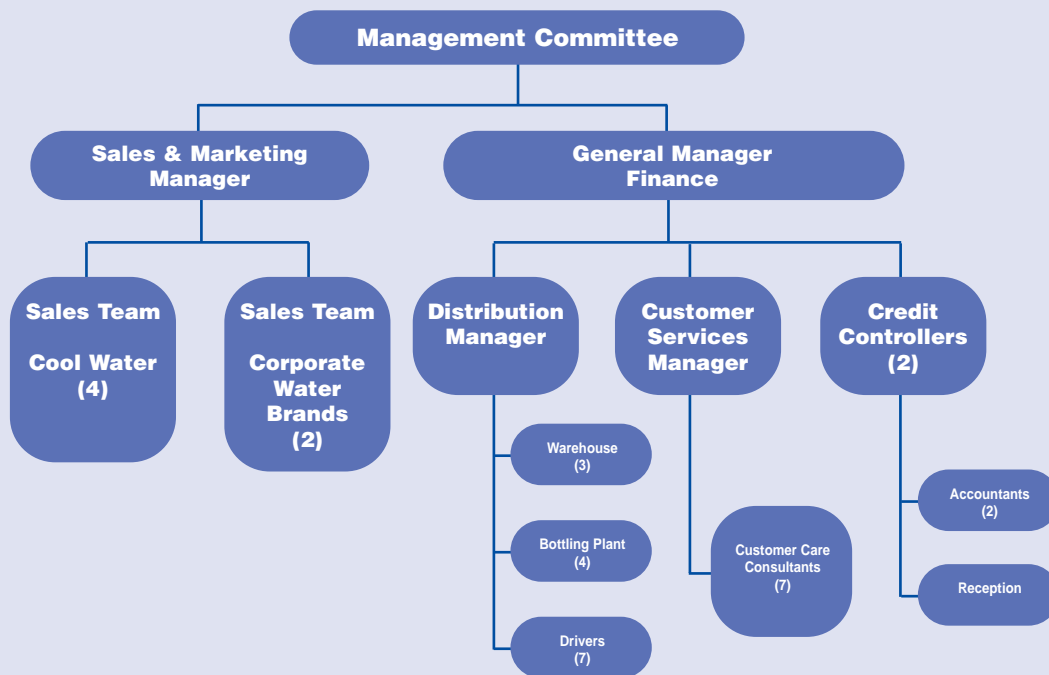 Management Committee
Sales & Marketing
Manager
General Manager
Finance
Sales Team
Cool Water
(4)
Sales Team
Corporate
Water
Brands
(2)
Distribution
Manager
Customer
Services
Manager
Credit
Controllers
(2)
Warehouse
(3)
Bottling Plant
(4)
Drivers
(7)
Customer Care
Consultants
(7)
Accountants
(2)
Reception